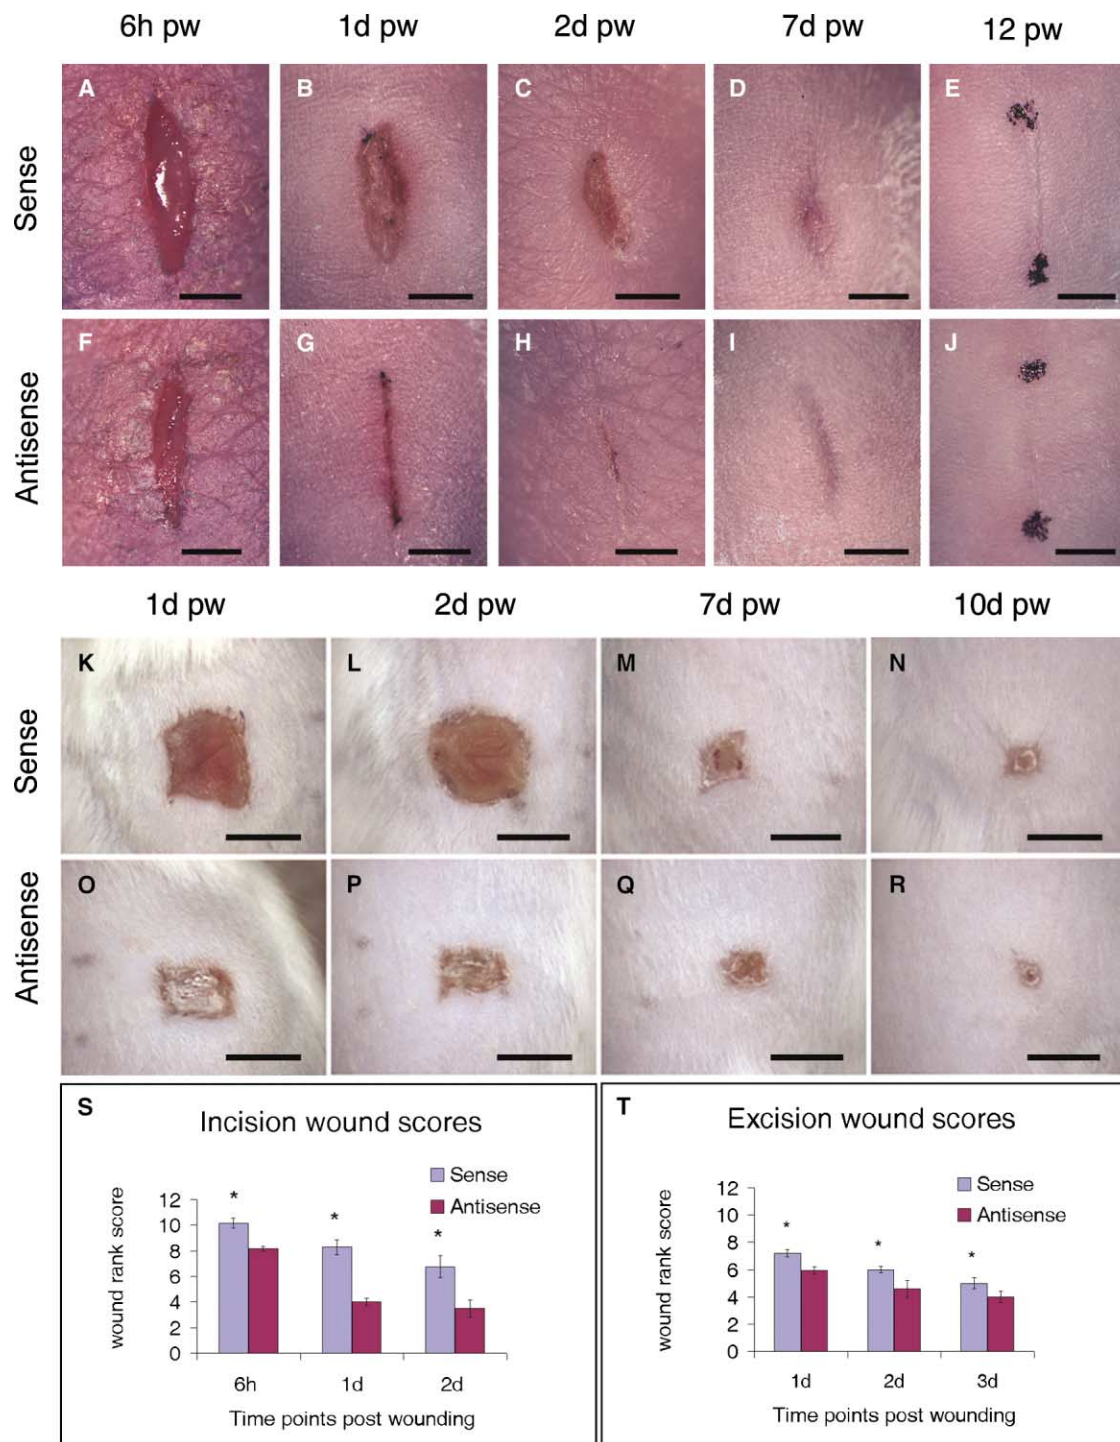 6h pw 1d pw 2d pw 7d pw 12 pw
Sense
A B C D E
Antisense
F G H I J
1d pw 2d pw 7d pw 10d pw
Sense
K L M N
Antisense
O P Q R
S
Incision wound scores
Sense
Antisense
wound rank score
12
10
8
6
4
2
0
* * *
6h 1d 2d
Time points post wounding
T
Excision wound scores
Sense
Antisense
wound rank score
12
10
8
6
4
2
0
* * *
1d 2d 3d
Time points post wounding